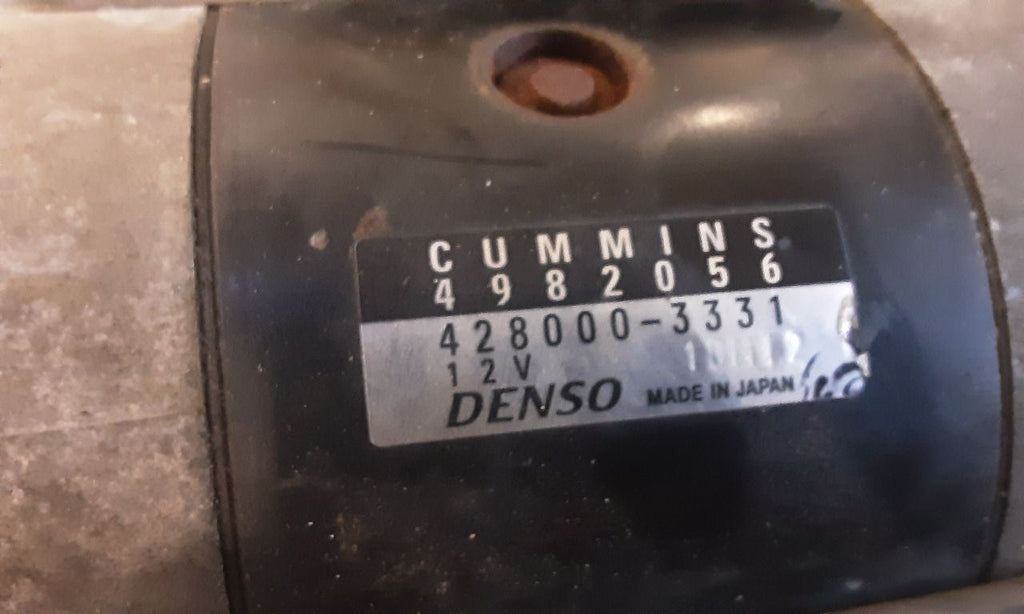 CUMMINS
4982056
428000-3331
12V
DENSO MADE IN JAPAN